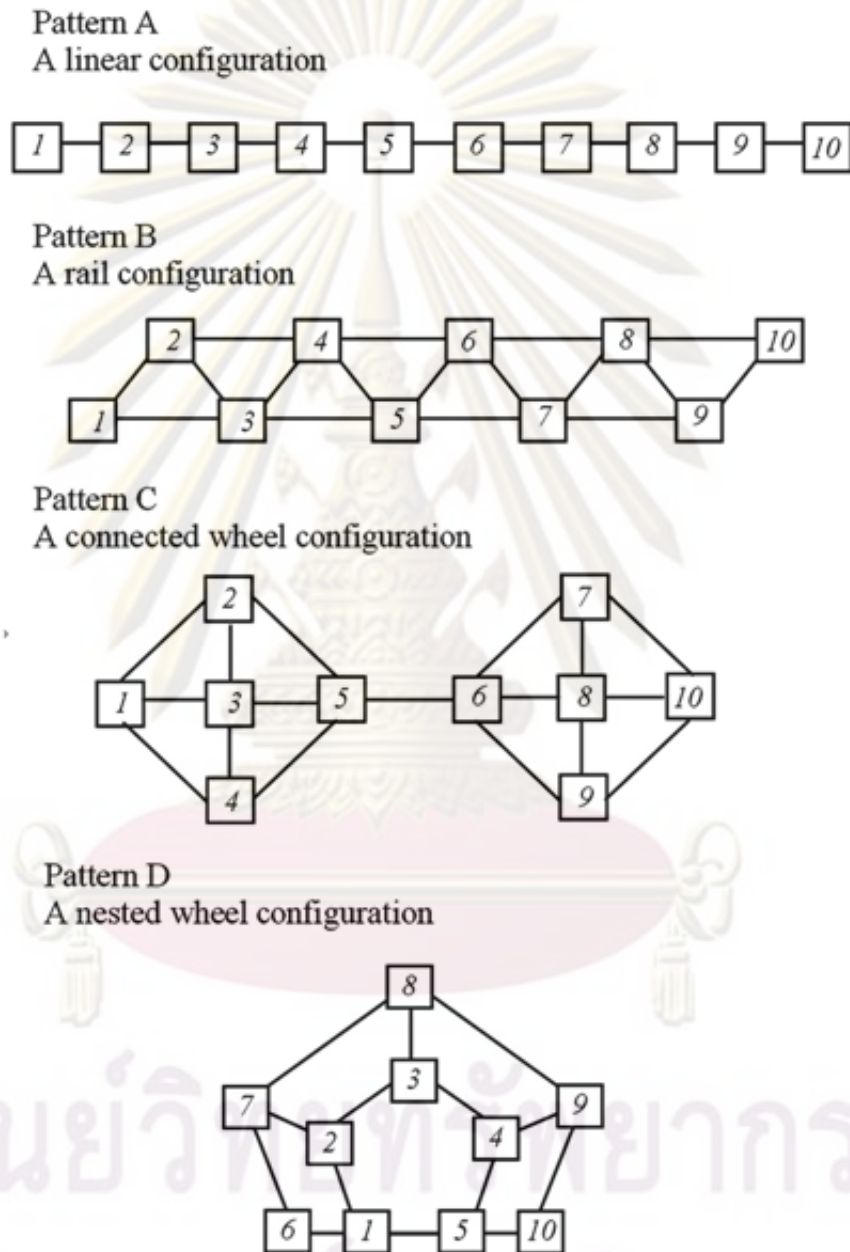 Pattern A
A linear configuration
1 2 3 4 5 6 7 8 9 10
Pattern B
A rail configuration
2 4 6 8 10
1 3 5 7 9
Pattern C
A connected wheel configuration
2 7
1 3 5 6 8 10
4 9
Pattern D
A nested wheel configuration
8
3
7 9
2 4
6 1 5 10